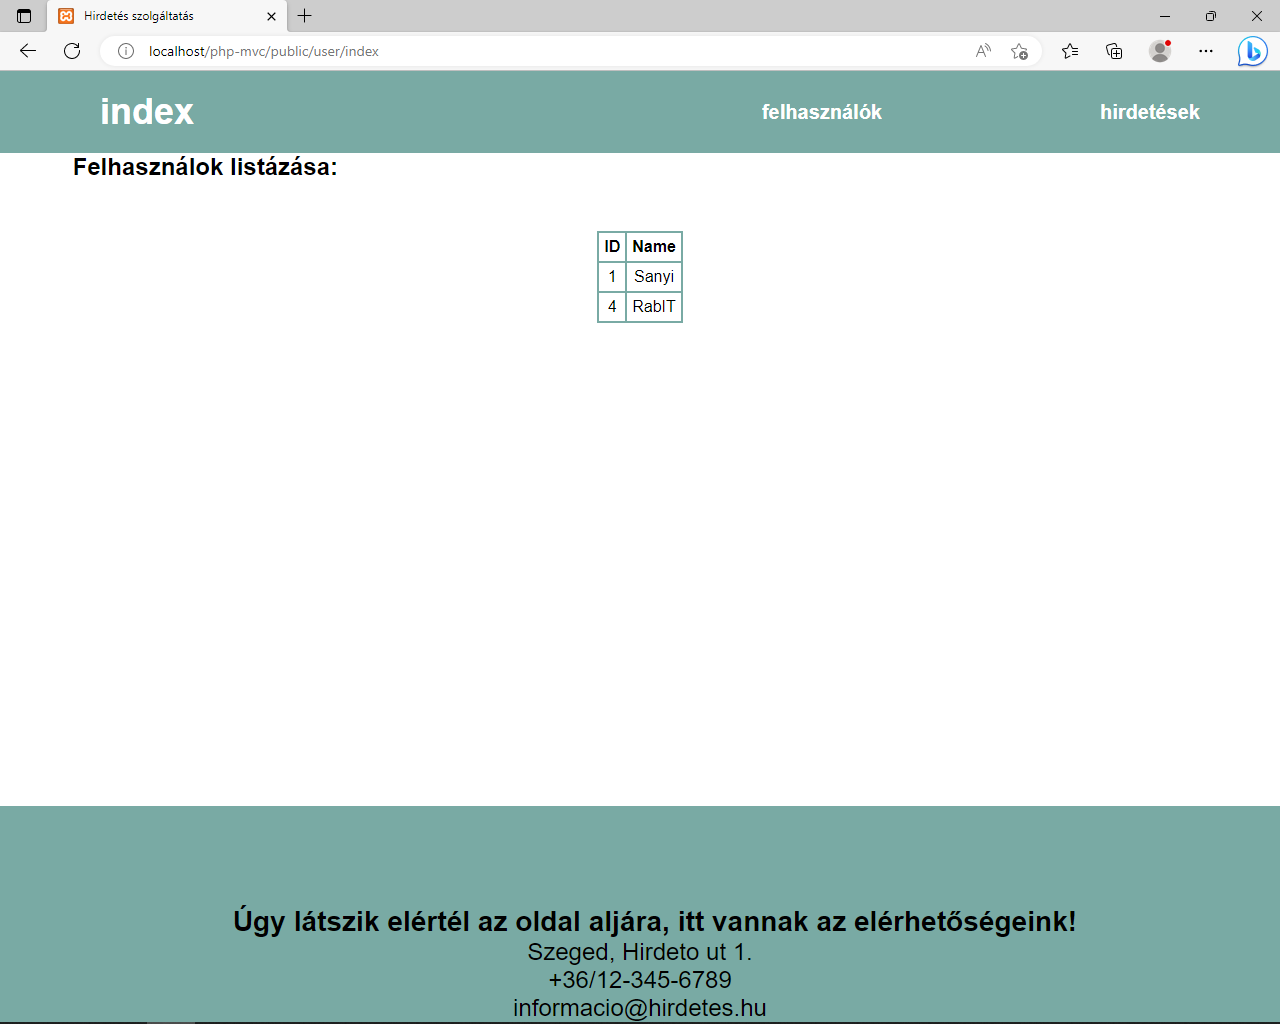 Hirdetés szolgáltatás
localhost/php-mvc/public/user/index
index felhasználók hirdetések
Felhasználok listázása:
ID Name
1 Sanyi
4 RabIT
Úgy látszik elértél az oldal aljára, itt vannak az elérhetőségeink!
Szeged, Hirdeto ut 1.
+36/12-345-6789
informacio@hirdetes.hu